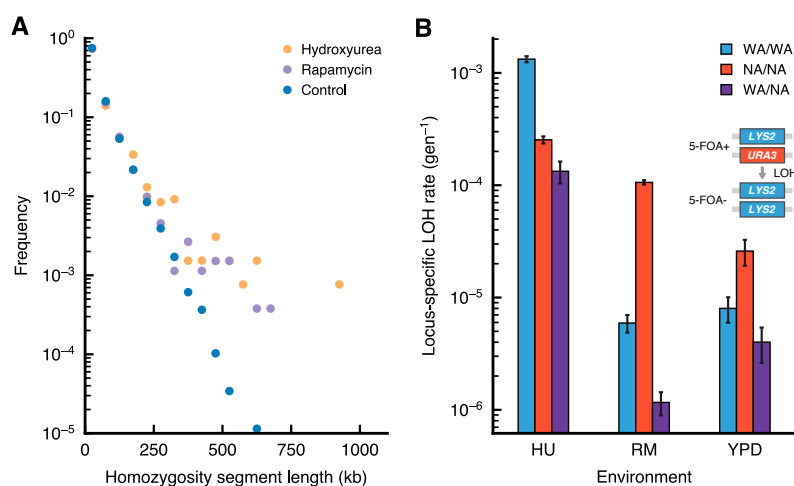 A
10⁰
10⁻¹
10⁻²
10⁻³
10⁻⁴
10⁻⁵
Frequency
0
250
500
750
1000
Homozygosity segment length (kb)
Hydroxyurea
Rapamycin
Control
B
10⁻³
10⁻⁴
10⁻⁵
10⁻⁶
Locus-specific LOH rate (gen⁻¹)
HU
RM
YPD
Environment
WA/WA
NA/NA
WA/NA
5-FOA+
LYS2
URA3
LOH
5-FOA-
LYS2
LYS2